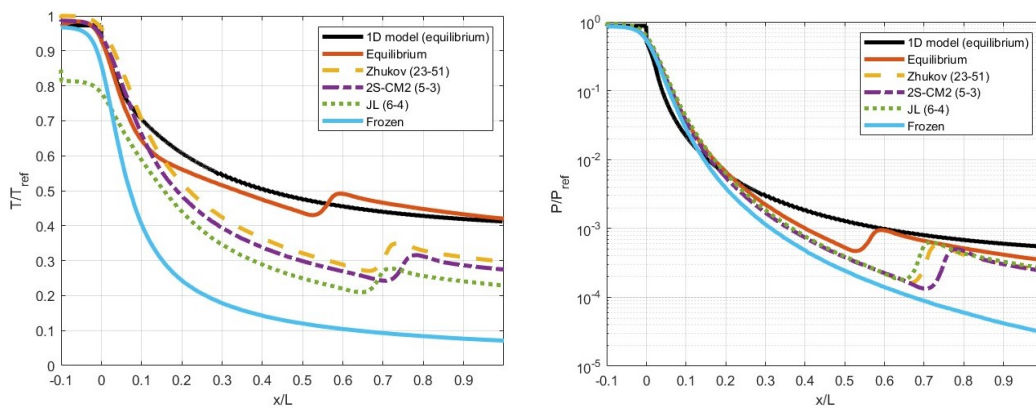 1
0.9
0.8
0.7
0.6
0.5
0.4
0.3
0.2
0.1
0
T/T_ref
-0.1 0 0.1 0.2 0.3 0.4 0.5 0.6 0.7 0.8 0.9
x/L
1D model (equilibrium)
Equilibrium
Zhukov (23-51)
2S-CM2 (5-3)
JL (6-4)
Frozen
10^0
10^-1
10^-2
10^-3
10^-4
10^-5
P/P_ref
-0.1 0 0.1 0.2 0.3 0.4 0.5 0.6 0.7 0.8 0.9
x/L
1D model (equilibrium)
Equilibrium
Zhukov (23-51)
2S-CM2 (5-3)
JL (6-4)
Frozen